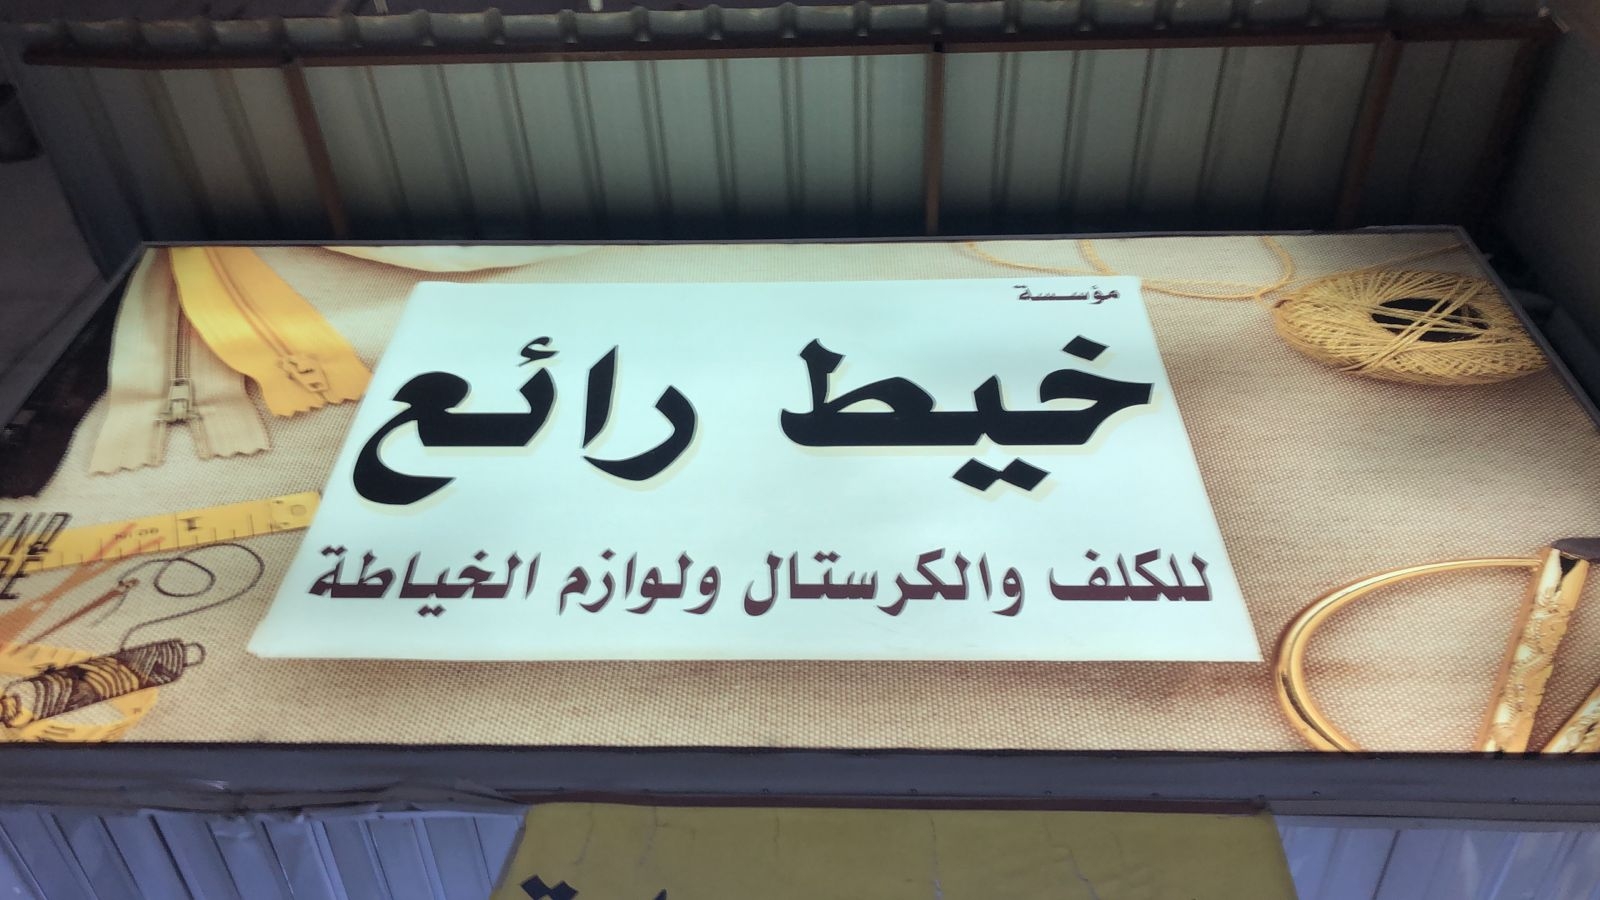 مؤسسة
خيط رائع
للكلف والكرستال ولوازم الخياطة